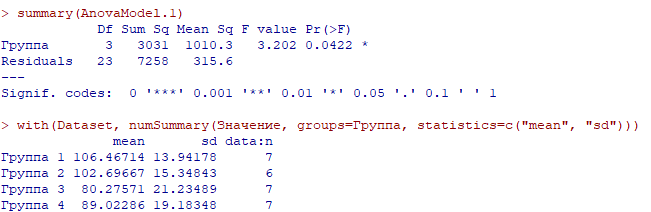 > summary(AnovaModel.1)
Df Sum Sq Mean Sq F value Pr(>F)
Группа 3 3031 1010.3 3.202 0.0422 *
Residuals 23 7258 315.6
---
Signif. codes: 0 '***' 0.001 '**' 0.01 '*' 0.05 '.' 0.1 ' ' 1
> with(Dataset, numSummary(Значение, groups=Группа, statistics=c("mean", "sd")))
mean sd data:n
Группа 1 106.46714 13.94178 7
Группа 2 102.69667 15.34843 6
Группа 3 80.27571 21.23489 7
Группа 4 89.02286 19.18348 7